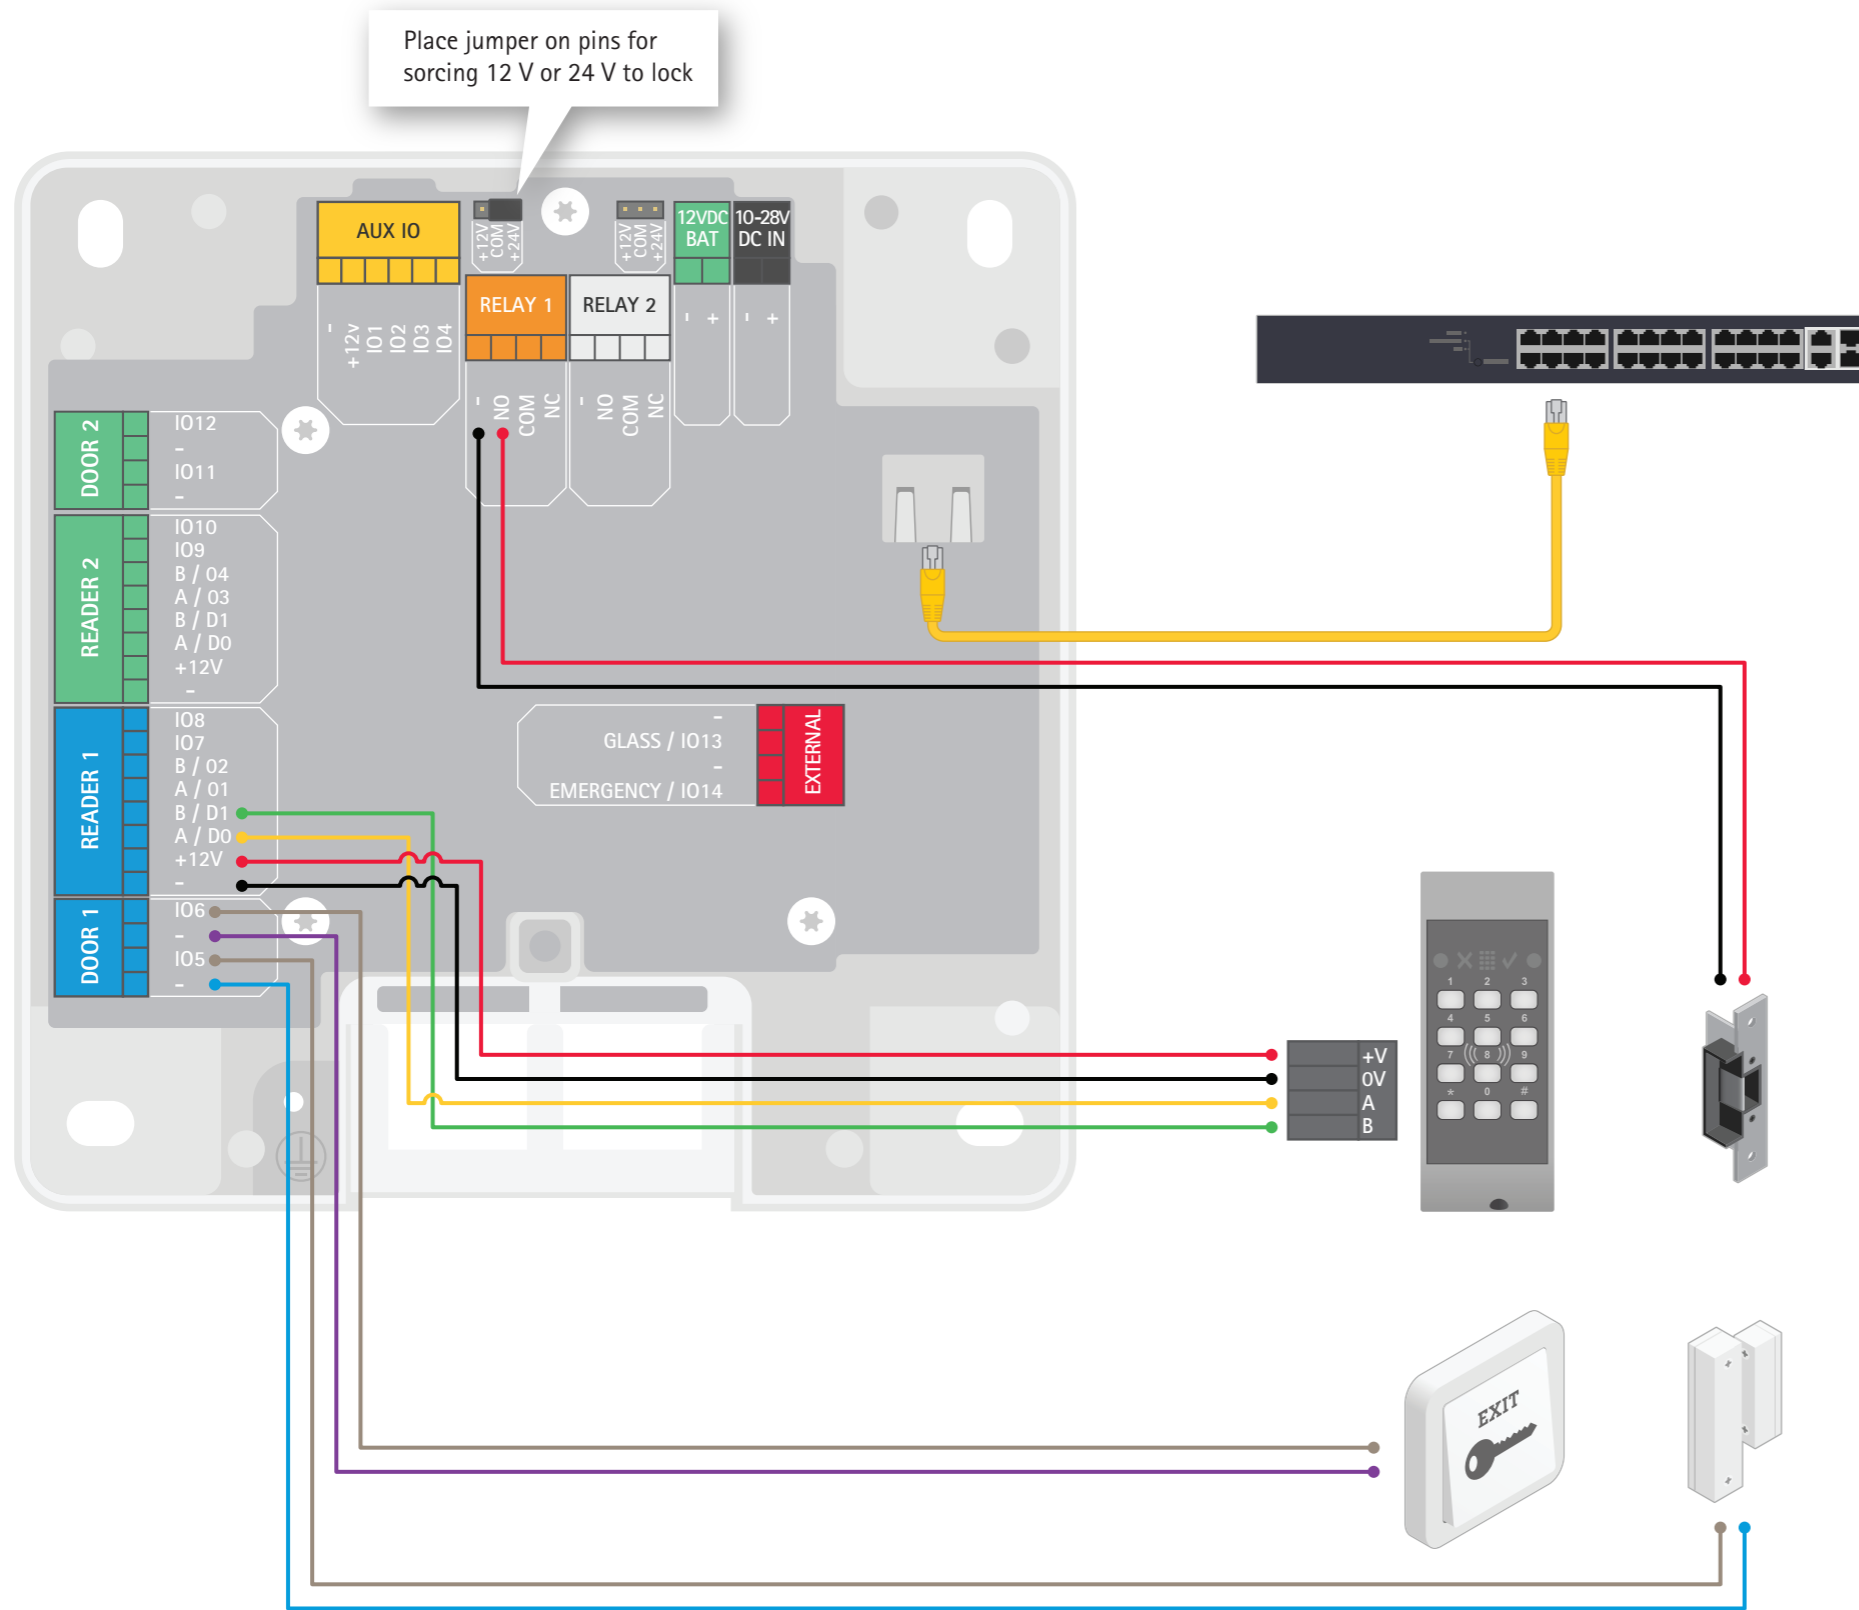 Place jumper on pins for
sorcing 12 V or 24 V to lock
AUX IO
-
+12v
IO1
IO2
IO3
IO4
+12V
COM
+24V
+12V
COM
+24V
12VDC
BAT
- +
10-28V
DC IN
- +
RELAY 1
-
NO
COM
NC
RELAY 2
-
NO
COM
NC
DOOR 2
IO12
-
IO11
-
READER 2
IO10
IO9
B / O4
A / O3
B / D1
A / D0
+12V
-
READER 1
IO8
IO7
B / O2
A / O1
B / D1
A / D0
+12V
-
DOOR 1
IO6
-
IO5
-
-
GLASS / IO13
-
EMERGENCY / IO14
EXTERNAL
+V
0V
A
B
1 2 3
4 5 6
7 8 9
* 0 #
EXIT